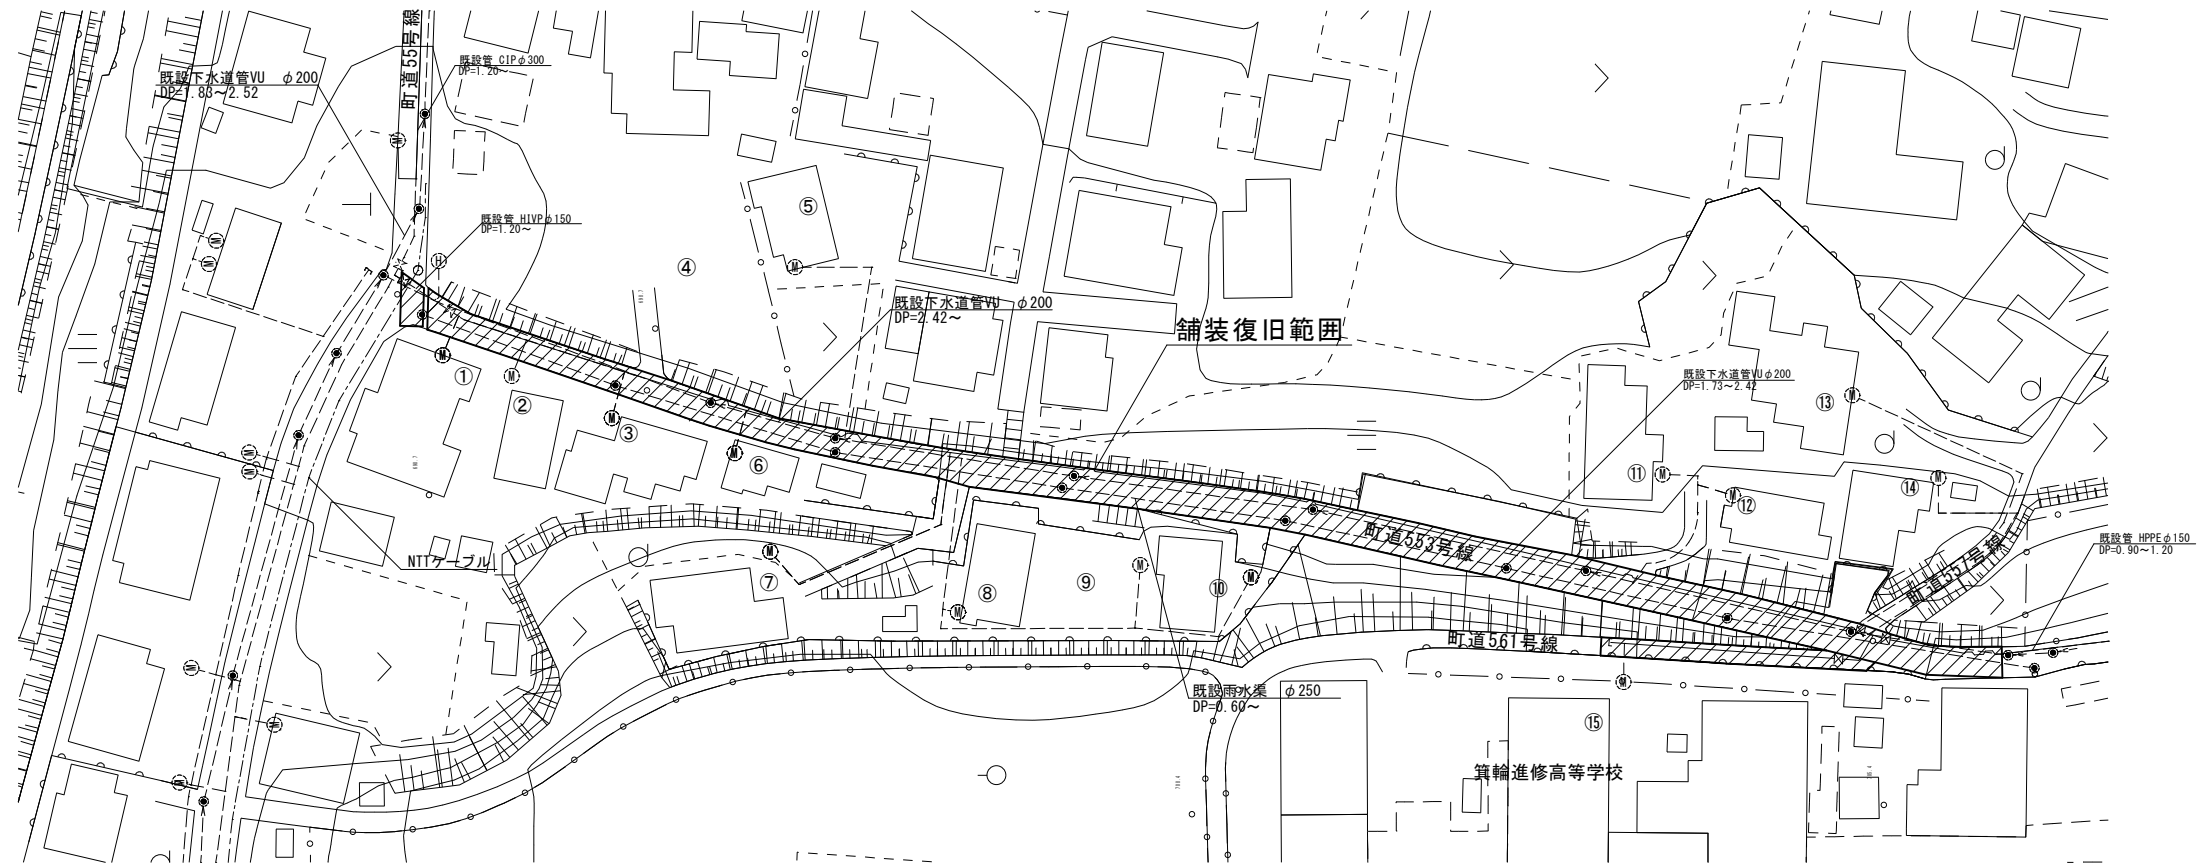 町道55号線
既設管 CIPφ300
DP=1.20～
既設下水道管VU φ200
DP=1.83～2.52
既設管 HIVPφ150
DP=1.20～
H
⑤
④
M
既設下水道管VU φ200
DP=2.42～
舗装復旧範囲
既設下水道管VUφ200
DP=1.73～2.42
M
①
M
②
M
③
M
⑥
⑬
M
⑪
M
M
⑫
⑭
M
町道553号線
町道557号線
既設管 HPPEφ150
DP=0.90～1.20
NTTケーブル
M
⑦
M
⑧
⑨
M
⑩
M
町道561号線
M
既設雨水渠 φ250
DP=0.60～
⑮
箕輪進修高等学校